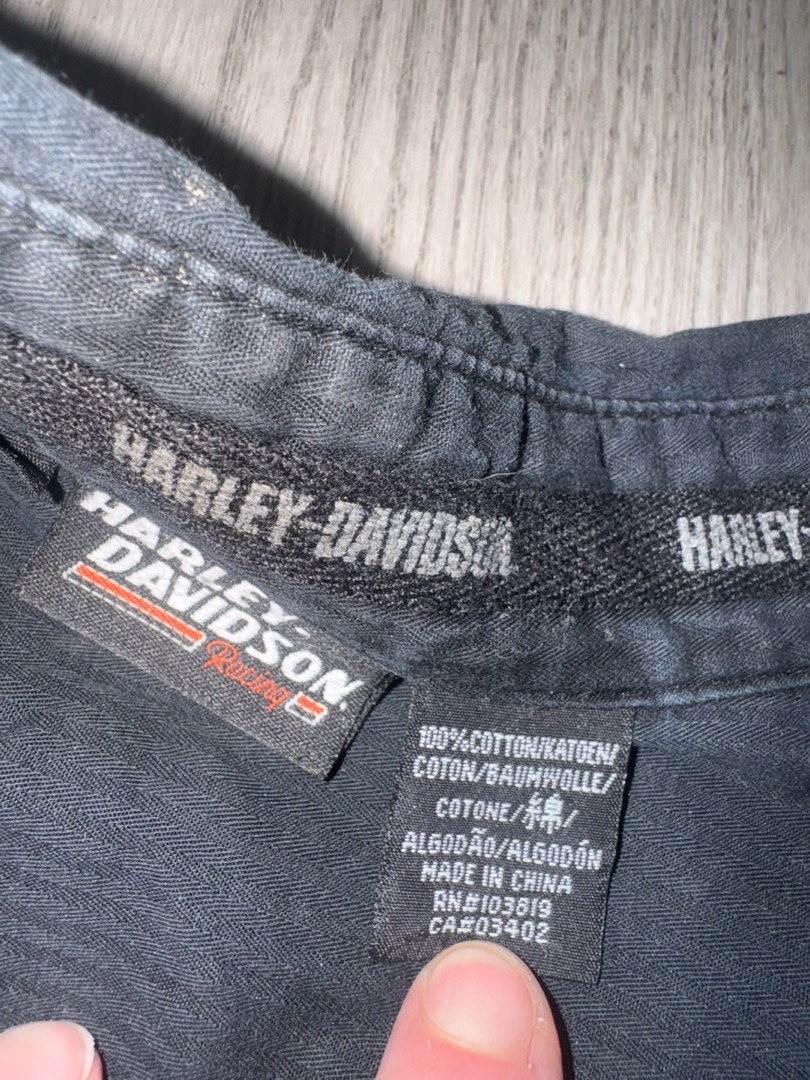 HARLEY-DAVIDSON
HARLEY-
HARLEY-
DAVIDSON
Racing
100%COTTON/KATOEN/
COTON/BAUMWOLLE/
COTONE/綿/
ALGODÃO/ALGODÓN
MADE IN CHINA
RN#103819
CA#03402